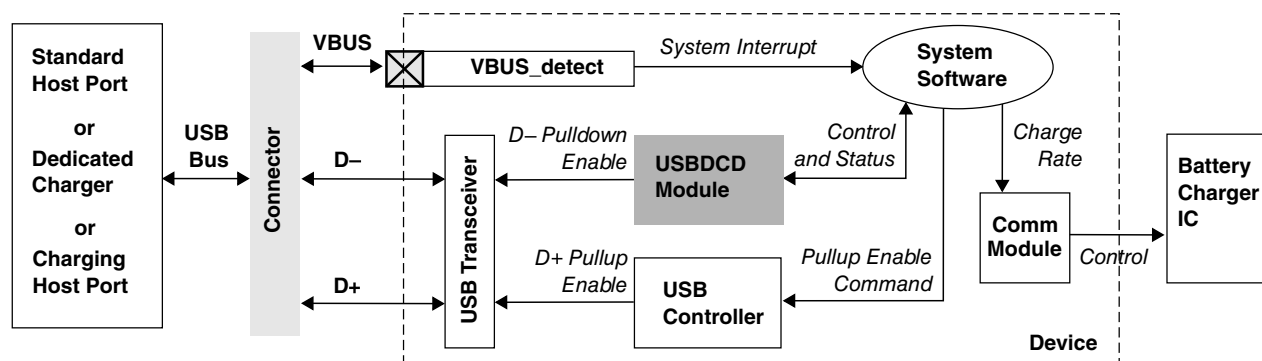 Standard
Host Port
or
Dedicated
Charger
or
Charging
Host Port
USB
Bus
Connector
VBUS
D–
D+
VBUS_detect
System Interrupt
System
Software
USB Transceiver
D– Pulldown
Enable
USBDCD
Module
Control
and Status
Charge
Rate
D+ Pullup
Enable
USB
Controller
Pullup Enable
Command
Comm
Module
Control
Battery
Charger
IC
Device